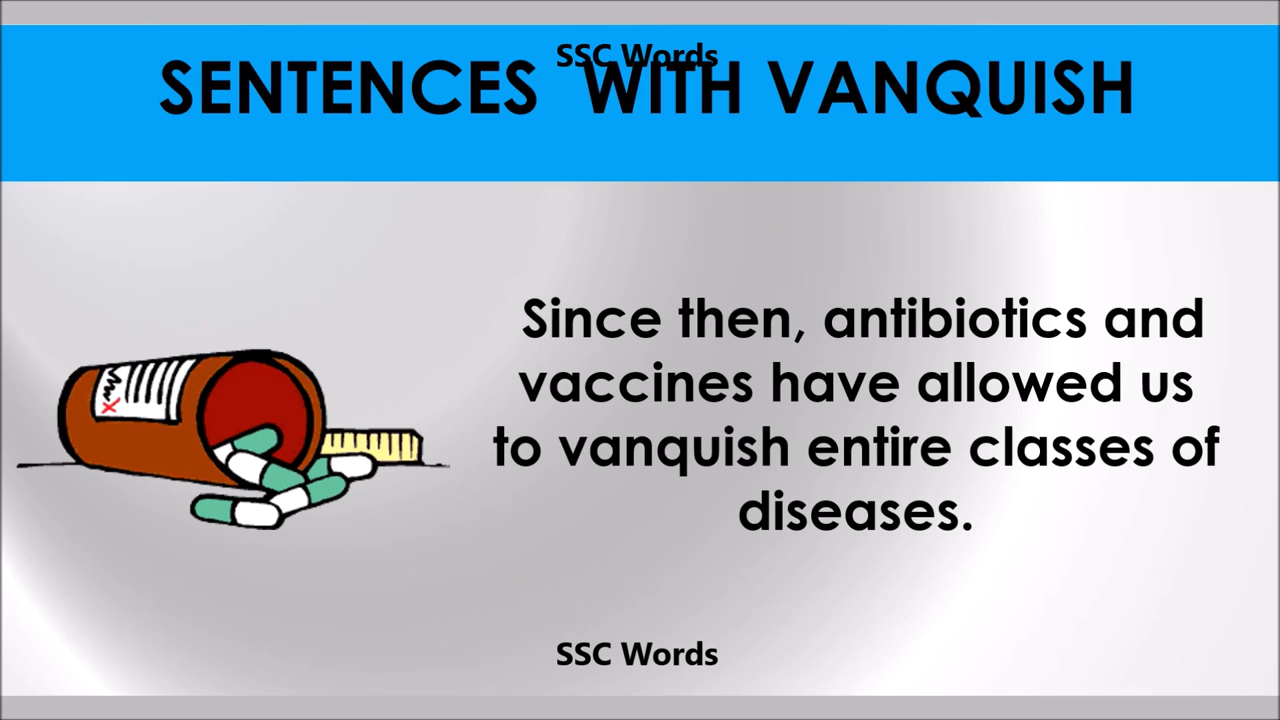 SSC Words
SENTENCES WITH VANQUISH
Since then, antibiotics and
vaccines have allowed us
to vanquish entire classes of
diseases.
SSC Words